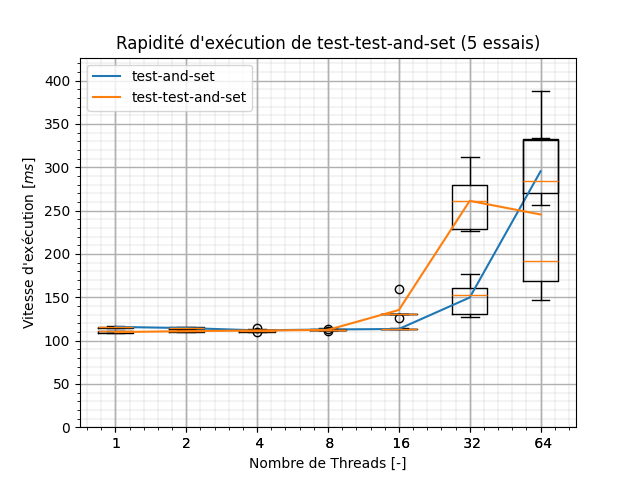 Rapidité d'exécution de test-test-and-set (5 essais)
test-and-set
test-test-and-set
400
350
300
250
200
150
100
50
0
Vitesse d'exécution [ms]
1 2 4 8 16 32 64
Nombre de Threads [-]